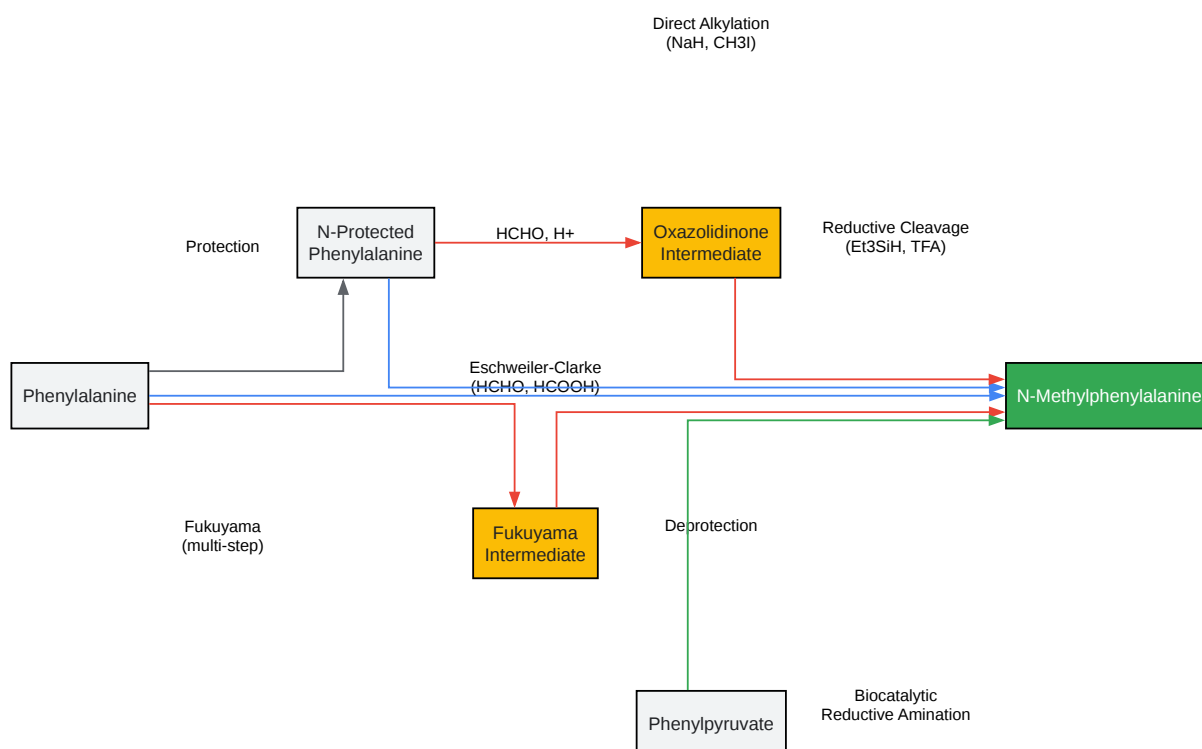 Direct Alkylation
(NaH, CH3I)
Protection
N-Protected
Phenylalanine
HCHO, H+
Oxazolidinone
Intermediate
Reductive Cleavage
(Et3SiH, TFA)
Phenylalanine
Eschweiler-Clarke
(HCHO, HCOOH)
N-Methylphenylalanine
Fukuyama
(multi-step)
Fukuyama
Intermediate
Deprotection
Phenylpyruvate
Biocatalytic
Reductive Amination